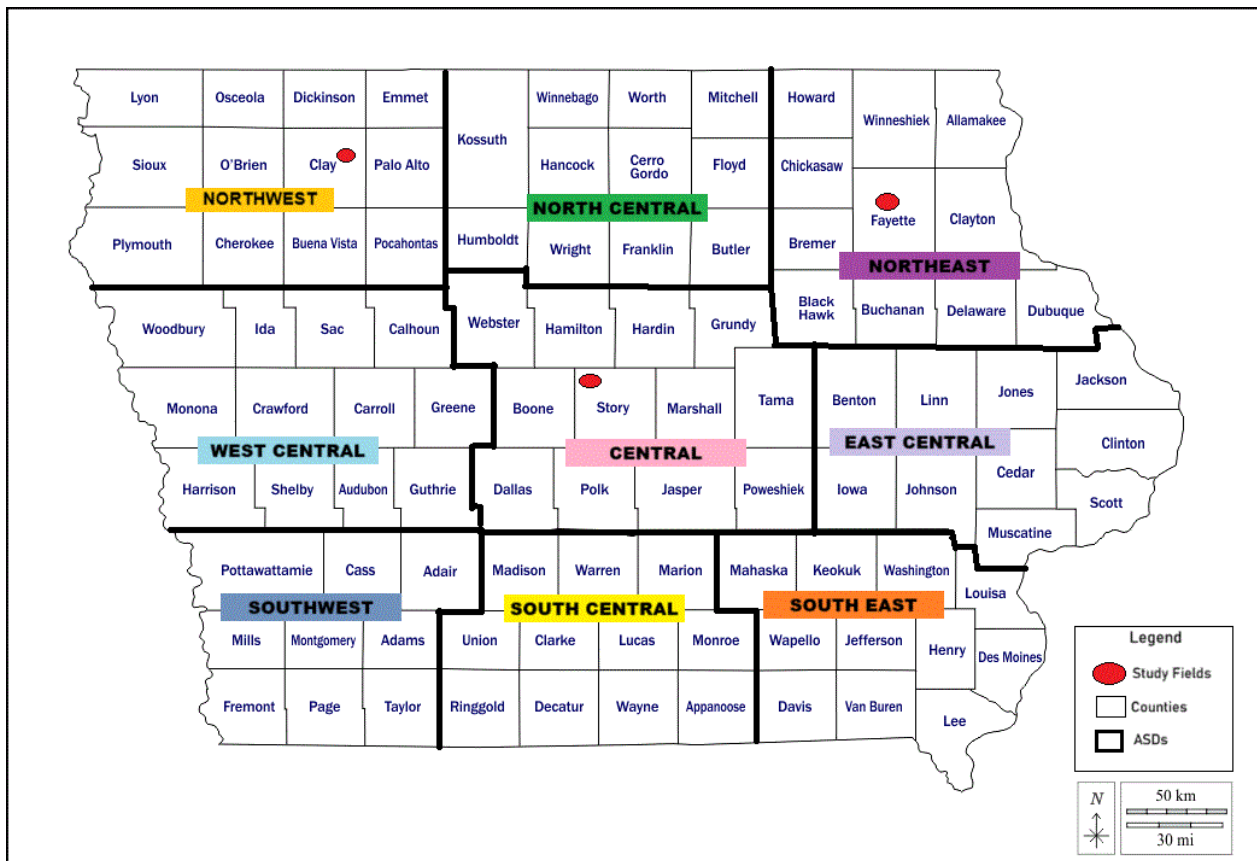 Lyon
Osceola
Dickinson
Emmet
Kossuth
Winnebago
Worth
Mitchell
Howard
Winneshiek
Allamakee
Sioux
O'Brien
Clay
Palo Alto
Hancock
Cerro
Gordo
Floyd
Chickasaw
NORTHWEST
NORTH CENTRAL
Fayette
Clayton
Plymouth
Cherokee
Buena Vista
Pocahontas
Humboldt
Wright
Franklin
Butler
Bremer
NORTHEAST
Woodbury
Ida
Sac
Calhoun
Webster
Hamilton
Hardin
Grundy
Black
Hawk
Buchanan
Delaware
Dubuque
Monona
Crawford
Carroll
Greene
Boone
Story
Marshall
Tama
Benton
Linn
Jones
Jackson
WEST CENTRAL
CENTRAL
EAST CENTRAL
Clinton
Harrison
Shelby
Audubon
Guthrie
Dallas
Polk
Jasper
Poweshiek
Iowa
Johnson
Cedar
Scott
Muscatine
Pottawattamie
Cass
Adair
Madison
Warren
Marion
Mahaska
Keokuk
Washington
Louisa
SOUTHWEST
SOUTH CENTRAL
SOUTH EAST
Mills
Montgomery
Adams
Union
Clarke
Lucas
Monroe
Wapello
Jefferson
Henry
Des Moines
Fremont
Page
Taylor
Ringgold
Decatur
Wayne
Appanoose
Davis
Van Buren
Lee
Legend
Study Fields
Counties
ASDs
N
50 km
30 mi